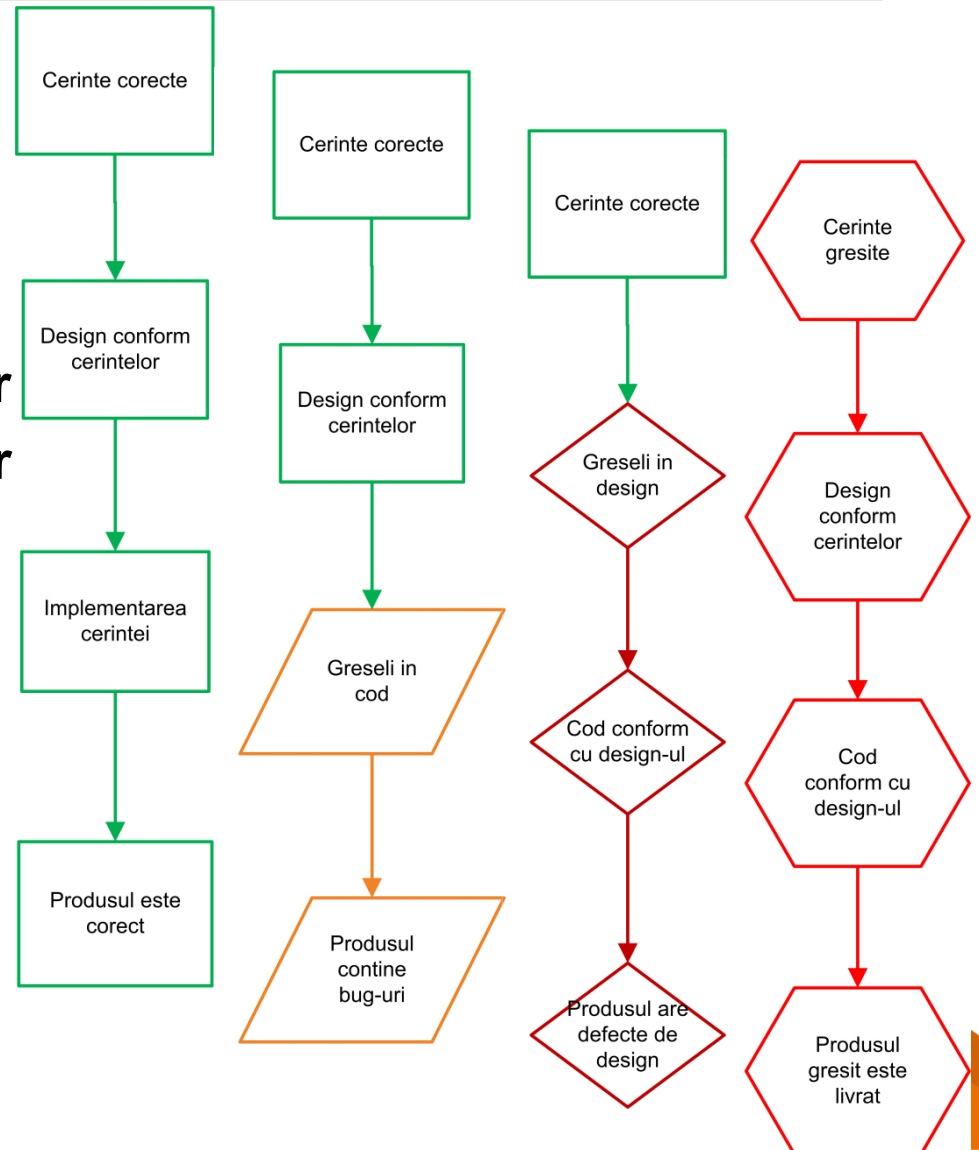 Cerinte corecte
Design conform
cerintelor
Implementarea
cerintei
Produsul este
corect
Cerinte corecte
Design conform
cerintelor
Greseli in
cod
Produsul
contine
bug-uri
Cerinte corecte
Greseli in
design
Cod conform
cu design-ul
Produsul are
defecte de
design
Cerinte
gresite
Design
conform
cerintelor
Cod
conform cu
design-ul
Produsul
gresit este
livrat
r
r